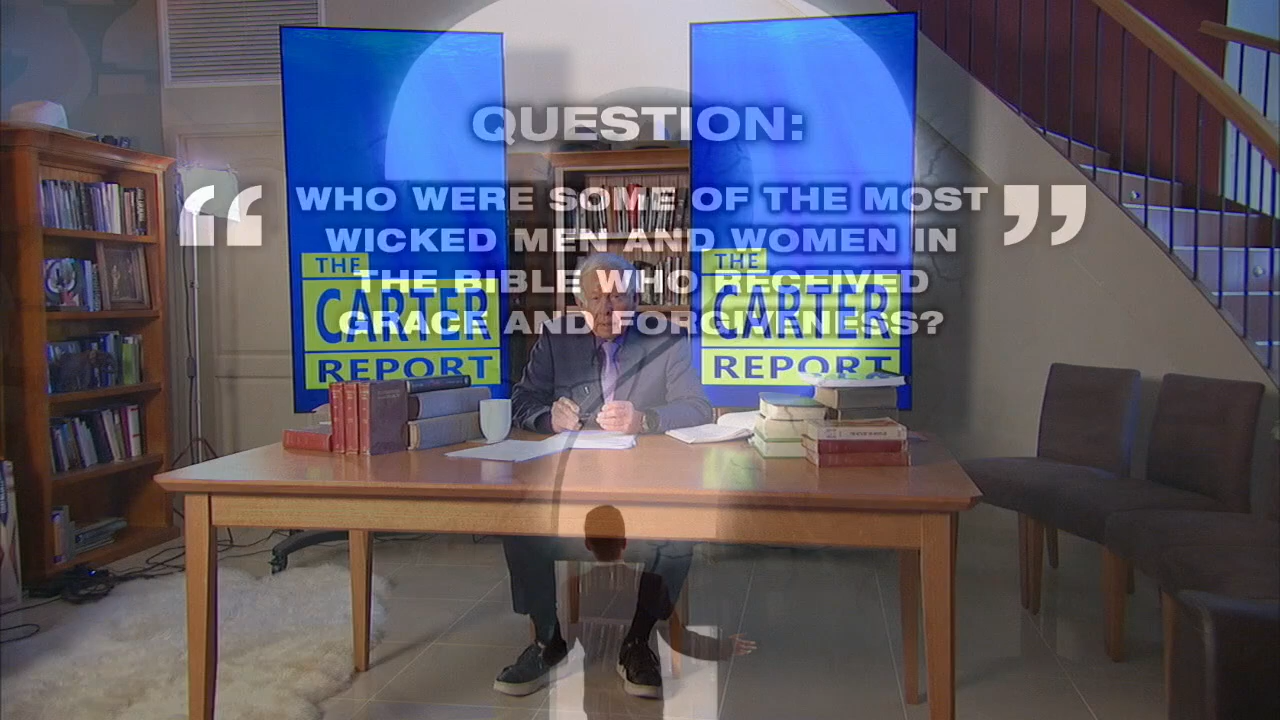 QUESTION:
“WHO WERE SOME OF THE MOST”
WICKED MEN AND WOMEN IN
THE BIBLE WHO RECEIVED
GRACE AND FORGIVENESS?
THE
CARTER
REPORT
THE
CARTER
REPORT